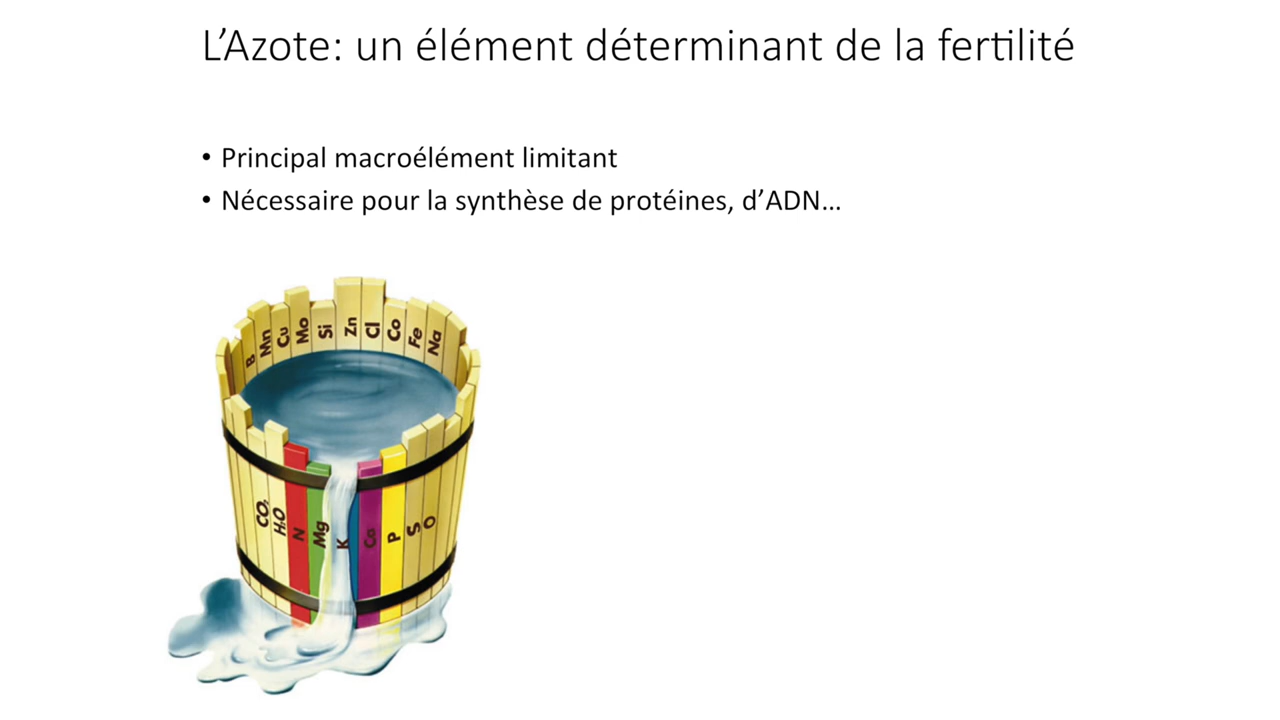 L'Azote: un élément déterminant de la fertilité
• Principal macroélément limitant
• Nécessaire pour la synthèse de protéines, d'ADN…
B
Mn
Cu
Mo
Si
Zn
Cl
Co
Fe
Na
CO₂
H₂O
N
Mg
K
Ca
P
S
O